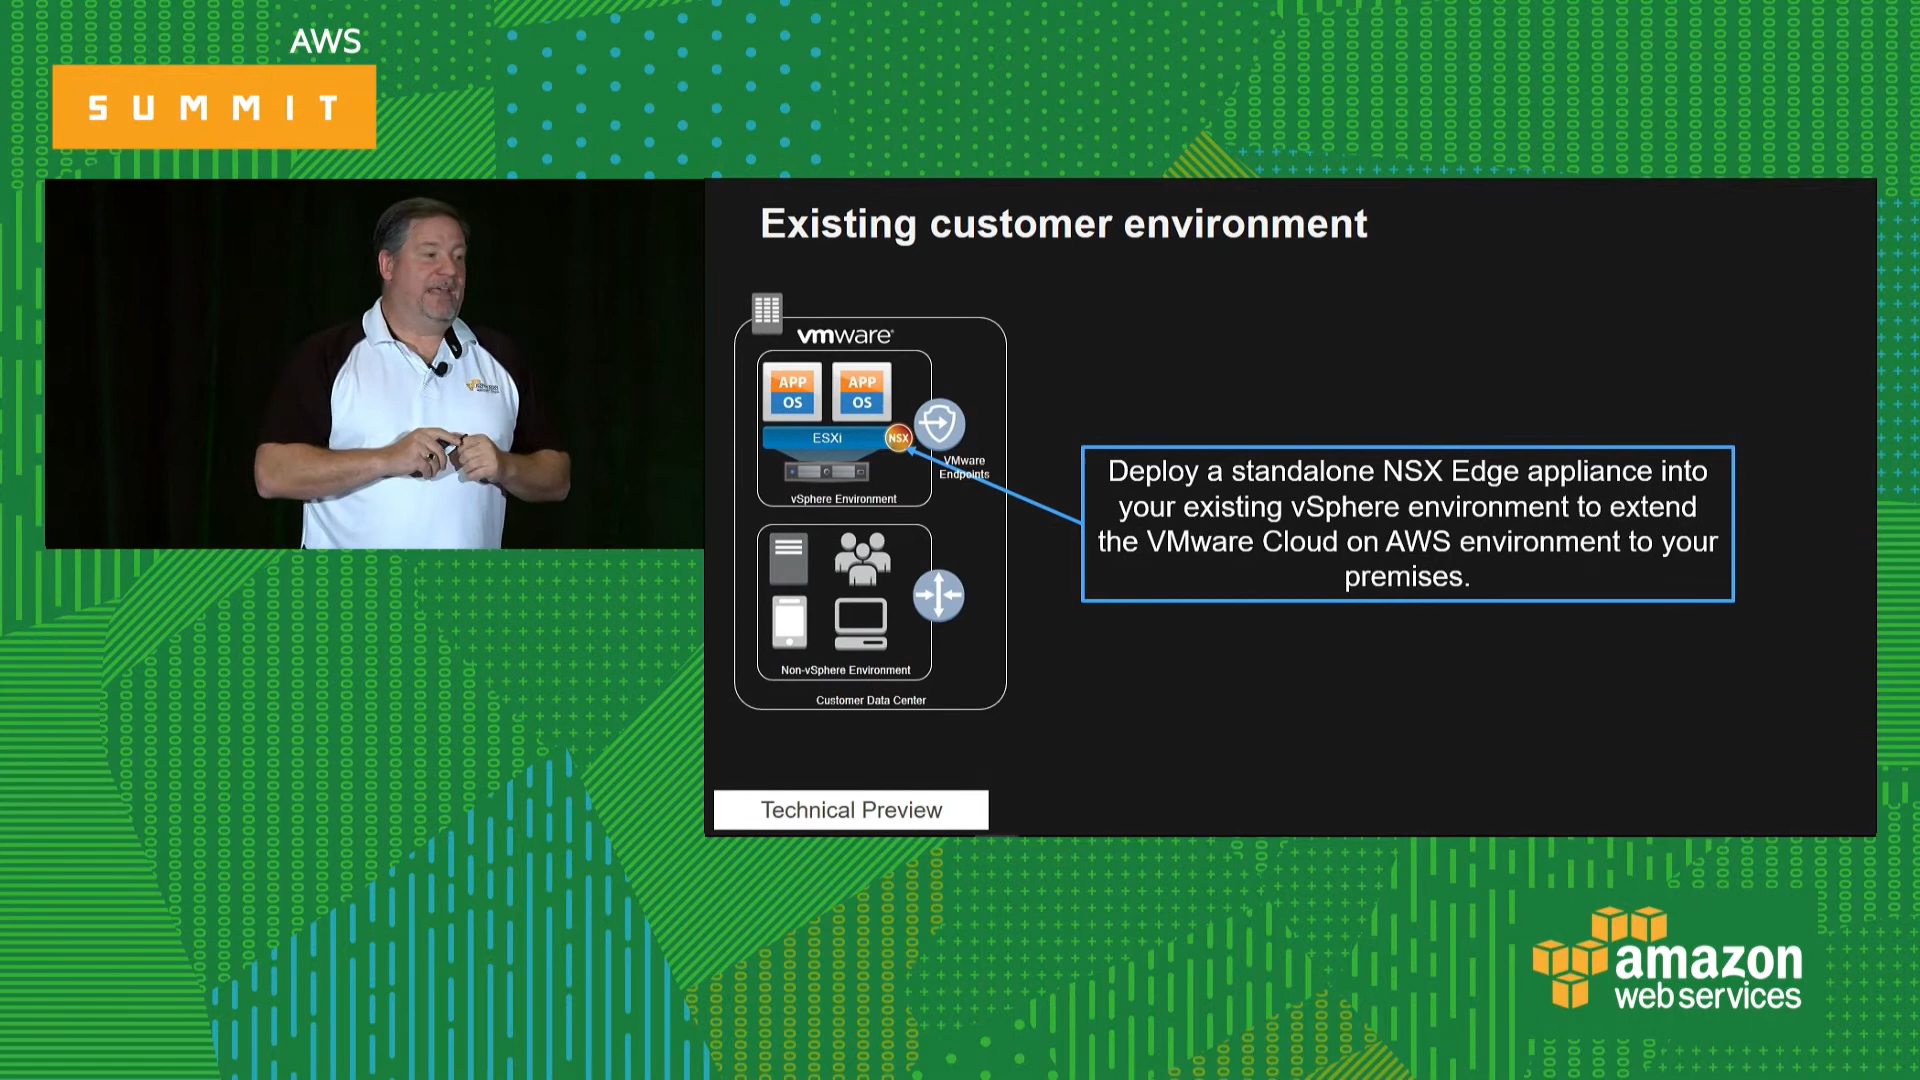 AWS
SUMMIT
Existing customer environment
vmware
APP
OS
APP
OS
ESXi
NSX
VMware
Endpoints
vSphere Environment
Deploy a standalone NSX Edge appliance into
your existing vSphere environment to extend
the VMware Cloud on AWS environment to your
premises.
Non-vSphere Environment
Customer Data Center
Technical Preview
amazon
web services